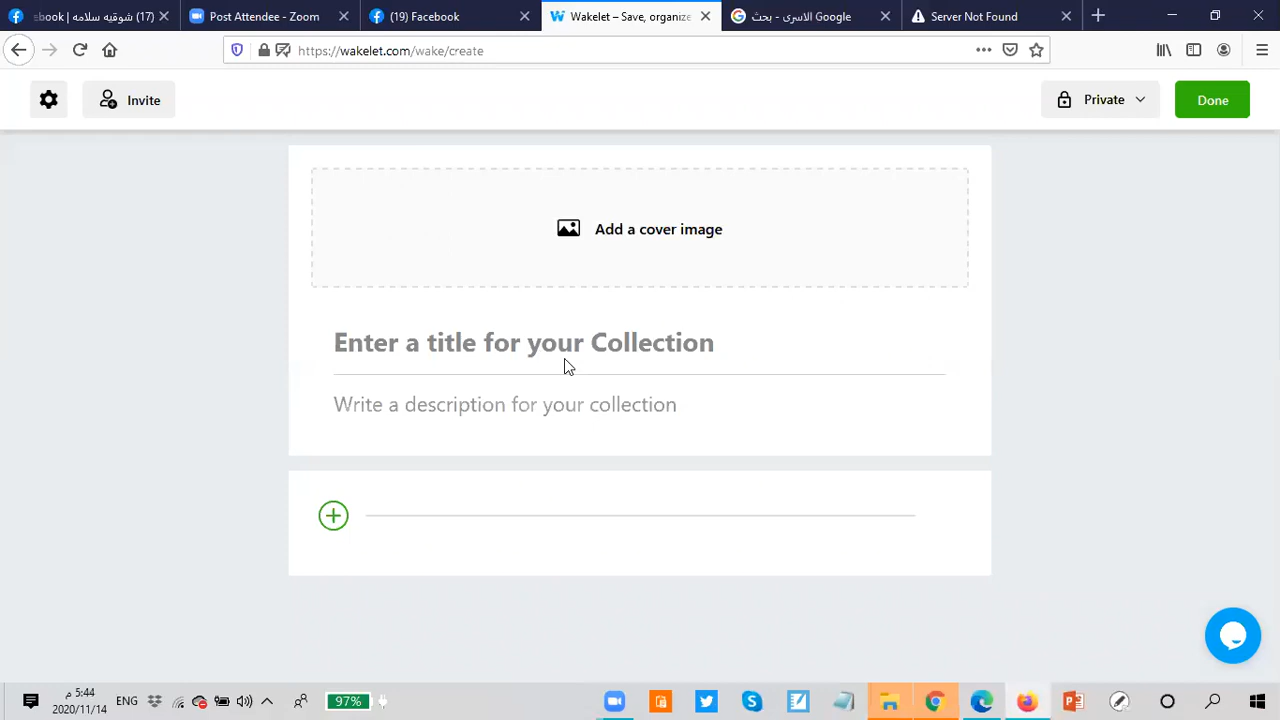 ebook | شوقيه سلامه (17)
Post Attendee - Zoom
(19) Facebook
Wakelet – Save, organize
الاسرى - بحث Google
Server Not Found
https://wakelet.com/wake/create
Invite
Private
Done
Add a cover image
Enter a title for your Collection
Write a description for your collection
5:44 م
2020/11/14
ENG
97%